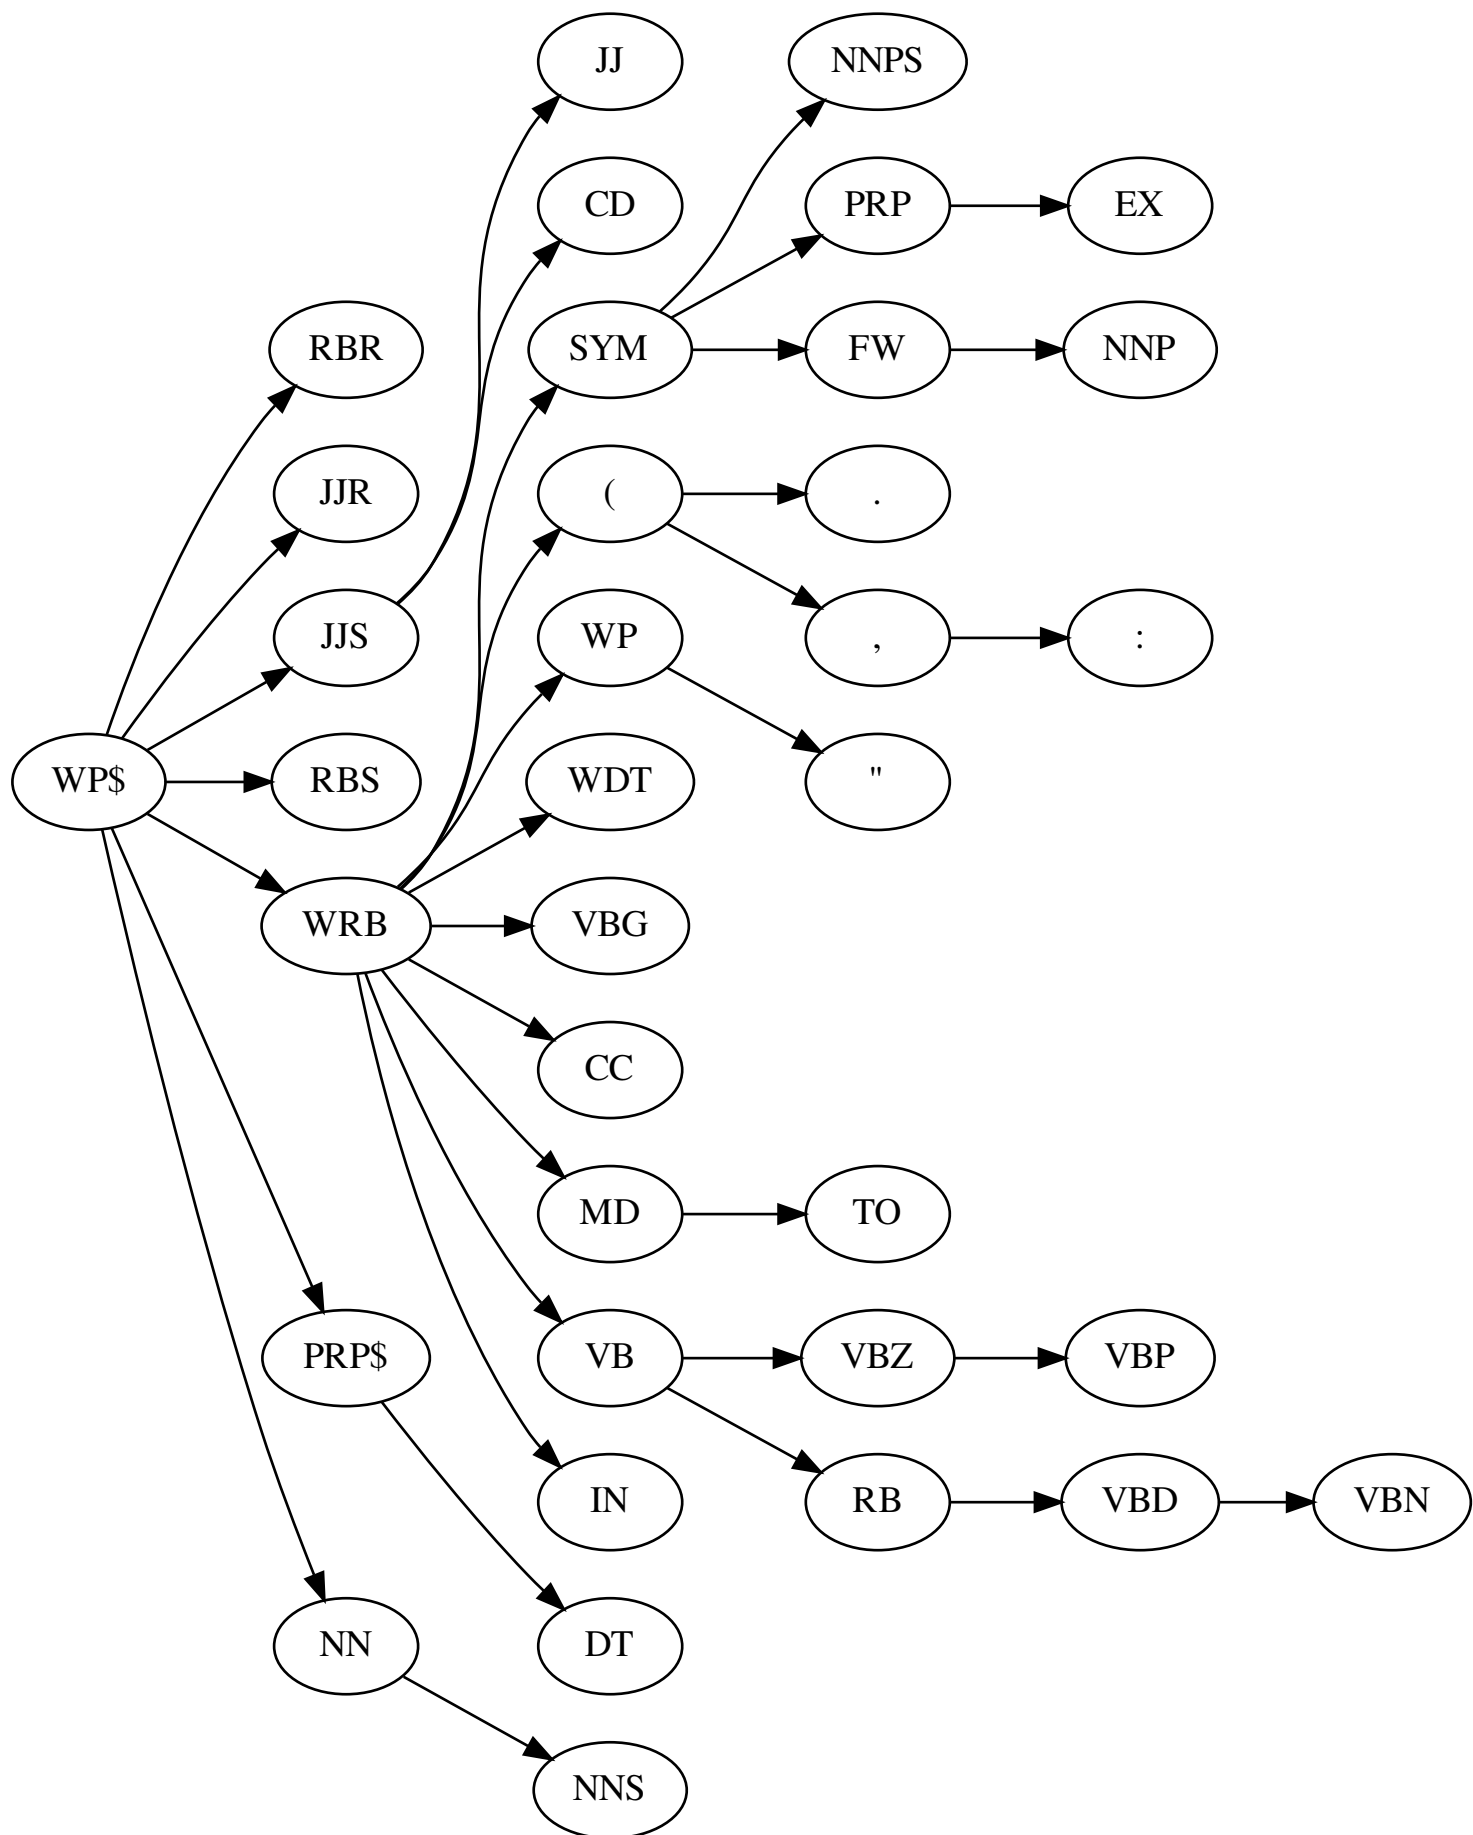 JJ
NNPS
CD
PRP
EX
RBR
SYM
FW
NNP
JJR
(
.
JJS
WP
,
:
WP$
RBS
WDT
"
WRB
VBG
CC
MD
TO
PRP$
VB
VBZ
VBP
IN
RB
VBD
VBN
NN
DT
NNS